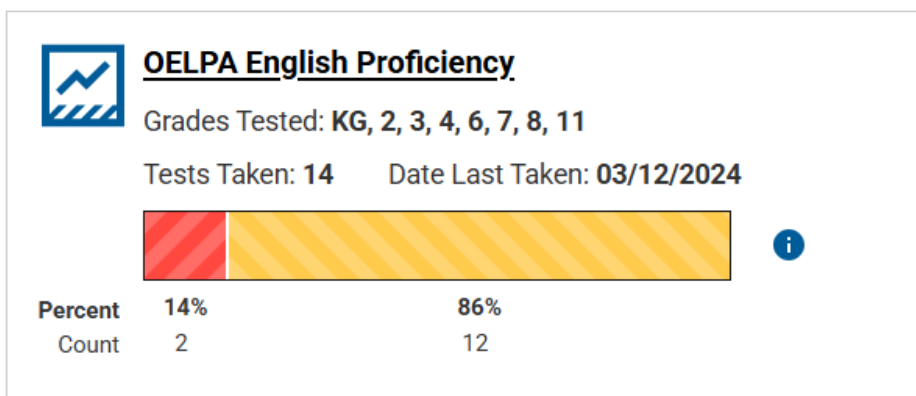 OELPA English Proficiency
Grades Tested: KG, 2, 3, 4, 6, 7, 8, 11
Tests Taken: 14 Date Last Taken: 03/12/2024
i
Percent 14% 86%
Count 2 12